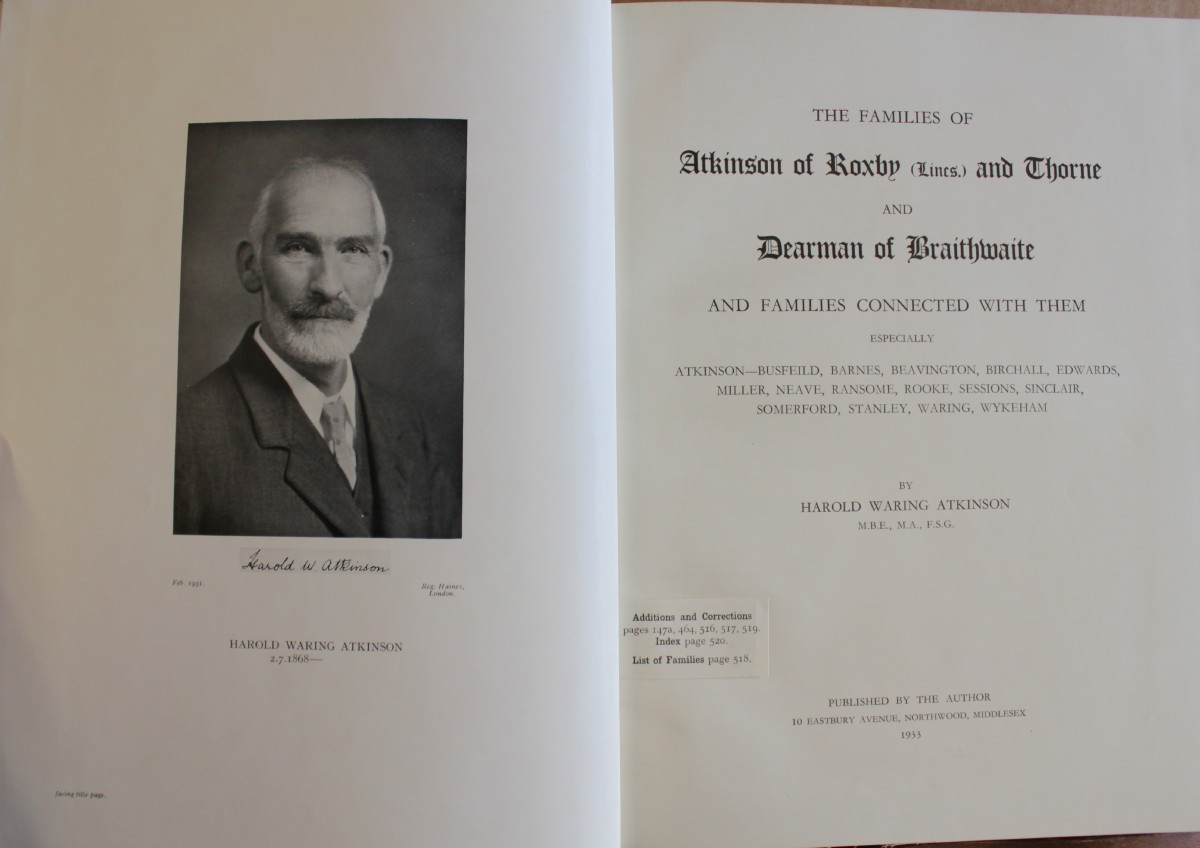 Harold W. Atkinson
Feb. 1931.
Reg. Haines,
London.
HAROLD WARING ATKINSON
2.7.1868—
facing title page.
THE FAMILIES OF
Atkinson of Roxby (Lincs.) and Thorne
AND
Dearman of Braithwaite
AND FAMILIES CONNECTED WITH THEM
ESPECIALLY
ATKINSON—BUSFEILD, BARNES, BEAVINGTON, BIRCHALL, EDWARDS,
MILLER, NEAVE, RANSOME, ROOKE, SESSIONS, SINCLAIR,
SOMERFORD, STANLEY, WARING, WYKEHAM
BY
HAROLD WARING ATKINSON
M.B.E., M.A., F.S.G.
Additions and Corrections
pages 147a, 464, 516, 517, 519.
Index page 520.
List of Families page 518.
PUBLISHED BY THE AUTHOR
10 EASTBURY AVENUE, NORTHWOOD, MIDDLESEX
1933